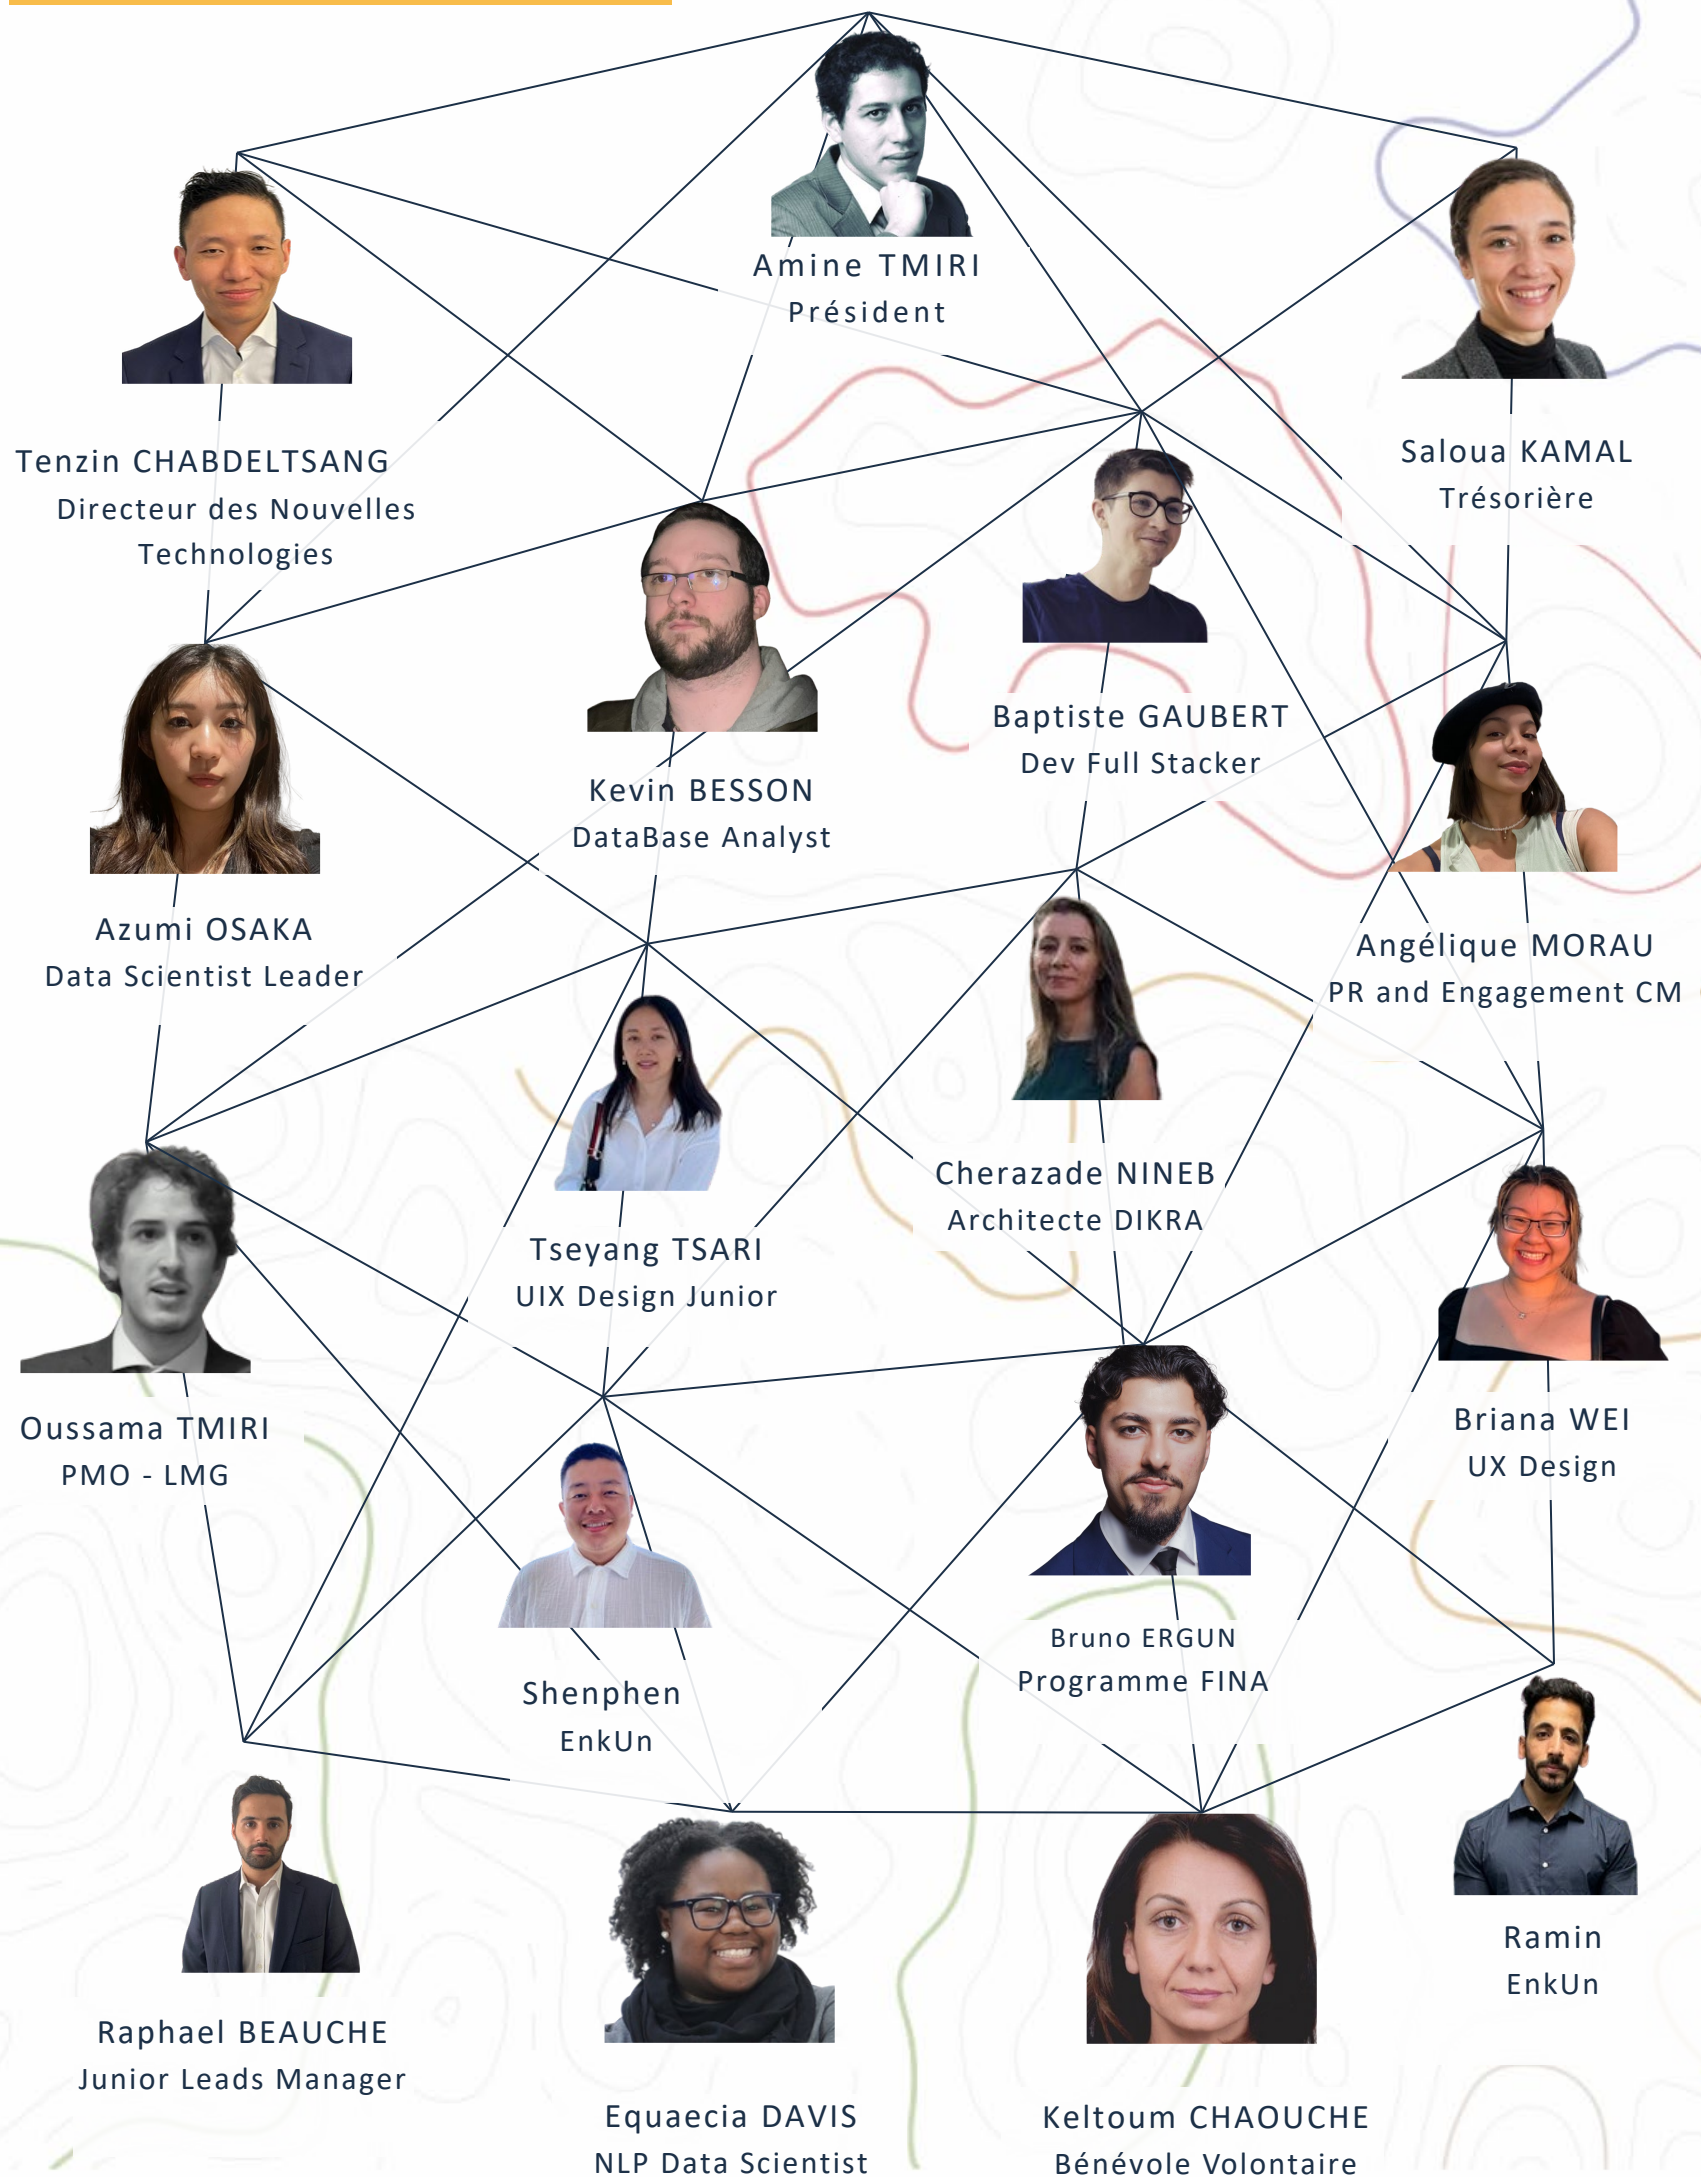 Amine TMIRI
Président
Tenzin CHABDELTSANG
Directeur des Nouvelles
Technologies
Saloua KAMAL
Trésorière
Kevin BESSON
DataBase Analyst
Baptiste GAUBERT
Dev Full Stacker
Azumi OSAKA
Data Scientist Leader
Angélique MORAU
PR and Engagement CM
Tseyang TSARI
UIX Design Junior
Cherazade NINEB
Architecte DIKRA
Oussama TMIRI
PMO - LMG
Briana WEI
UX Design
Shenphen
EnkUn
Bruno ERGUN
Programme FINA
Ramin
EnkUn
Raphael BEAUCHE
Junior Leads Manager
Equaecia DAVIS
NLP Data Scientist
Keltoum CHAOUCHE
Bénévole Volontaire